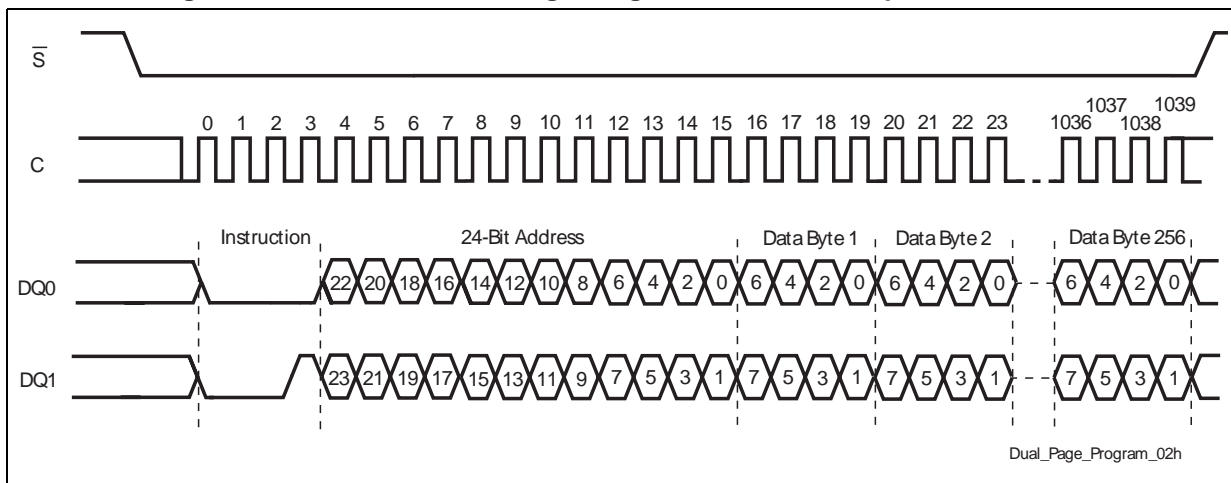 S̅
1037 1039
0 1 2 3 4 5 6 7 8 9 10 11 12 13 14 15 16 17 18 19 20 21 22 23 1036 1038
C
Instruction 24-Bit Address Data Byte 1 Data Byte 2 Data Byte 256
DQ0 22 20 18 16 14 12 10 8 6 4 2 0 6 4 2 0 6 4 2 0 6 4 2 0
DQ1 23 21 19 17 15 13 11 9 7 5 3 1 7 5 3 1 7 5 3 1 7 5 3 1
Dual_Page_Program_02h